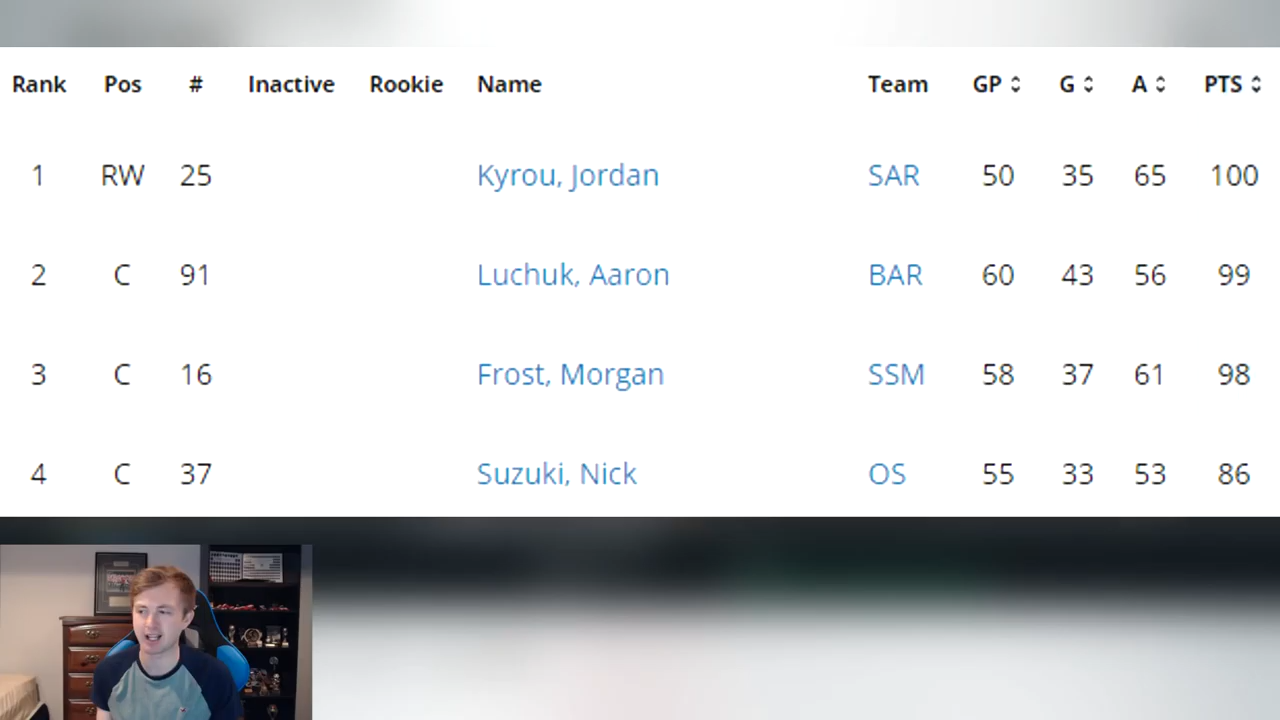 Rank Pos # Inactive Rookie Name Team GP G A PTS
1 RW 25 Kyrou, Jordan SAR 50 35 65 100
2 C 91 Luchuk, Aaron BAR 60 43 56 99
3 C 16 Frost, Morgan SSM 58 37 61 98
4 C 37 Suzuki, Nick OS 55 33 53 86